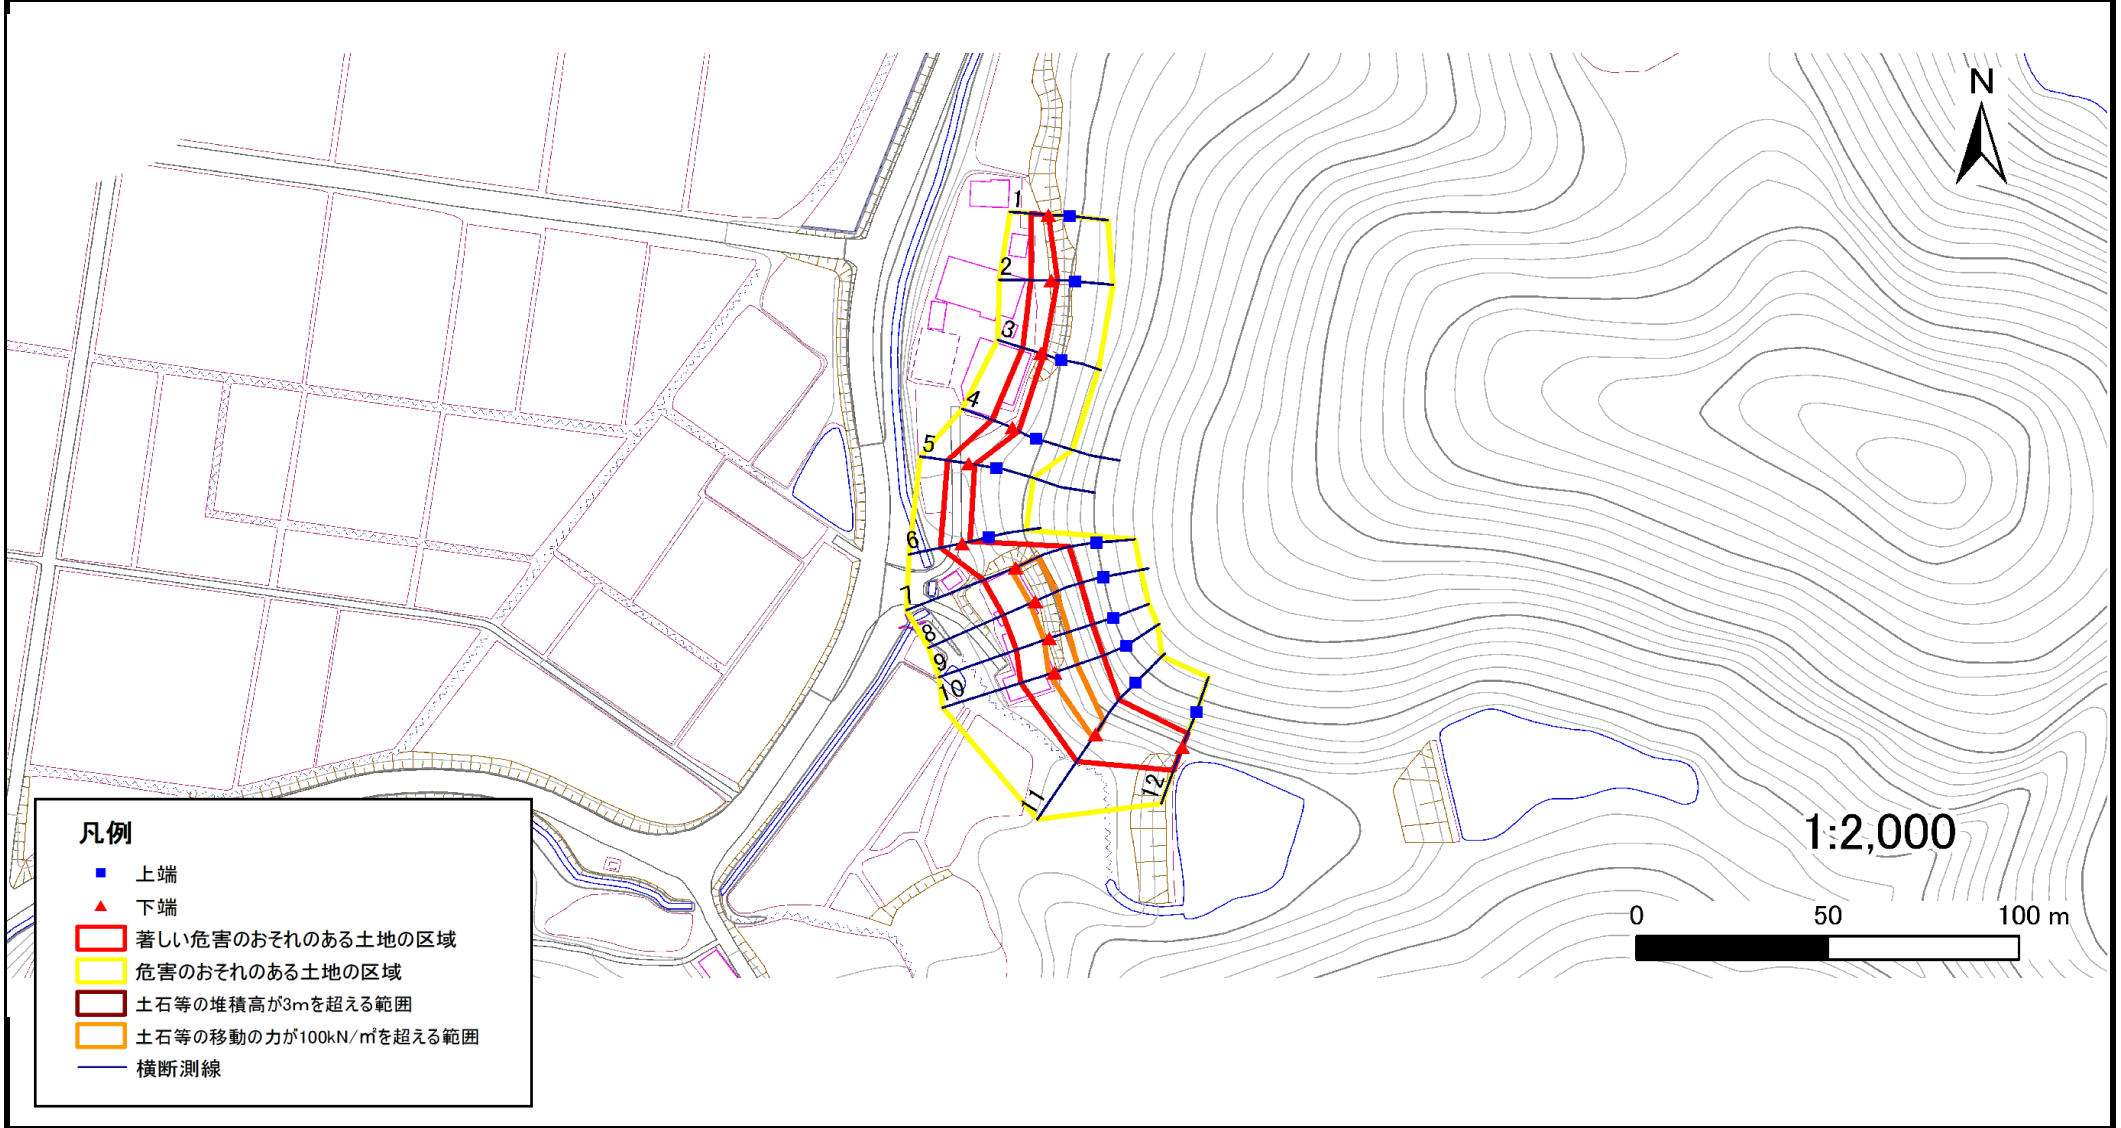 N
1
2
3
4
5
6
7
8
9
10
11
12
1:2,000
0 50 100 m
凡例
上端
下端
著しい危害のおそれのある土地の区域
危害のおそれのある土地の区域
土石等の堆積高が3mを超える範囲
土石等の移動の力が100kN/㎡を超える範囲
横断測線